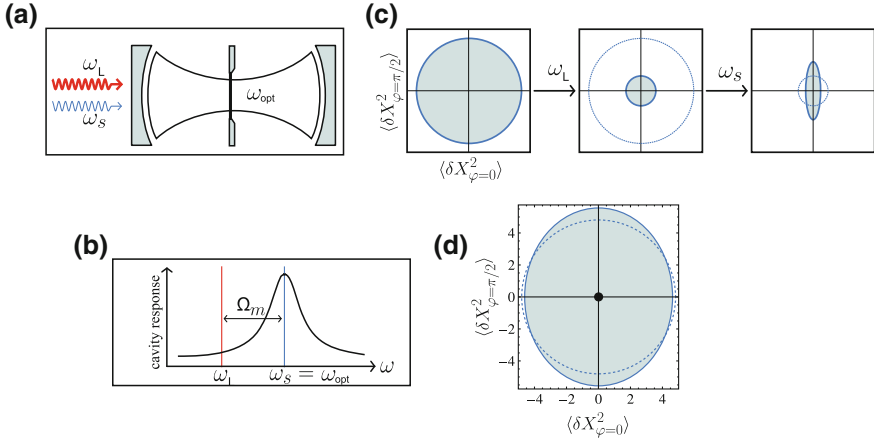 (a)
ω_L
ω_s
ω_opt
(b)
cavity response
Ω_m
ω
ω_L
ω_s = ω_opt
(c)
⟨δX²_{φ=π/2}⟩
⟨δX²_{φ=0}⟩
ω_L
ω_s
(d)
⟨δX²_{φ=π/2}⟩
4
2
0
−2
−4
−4 −2 0 2 4
⟨δX²_{φ=0}⟩